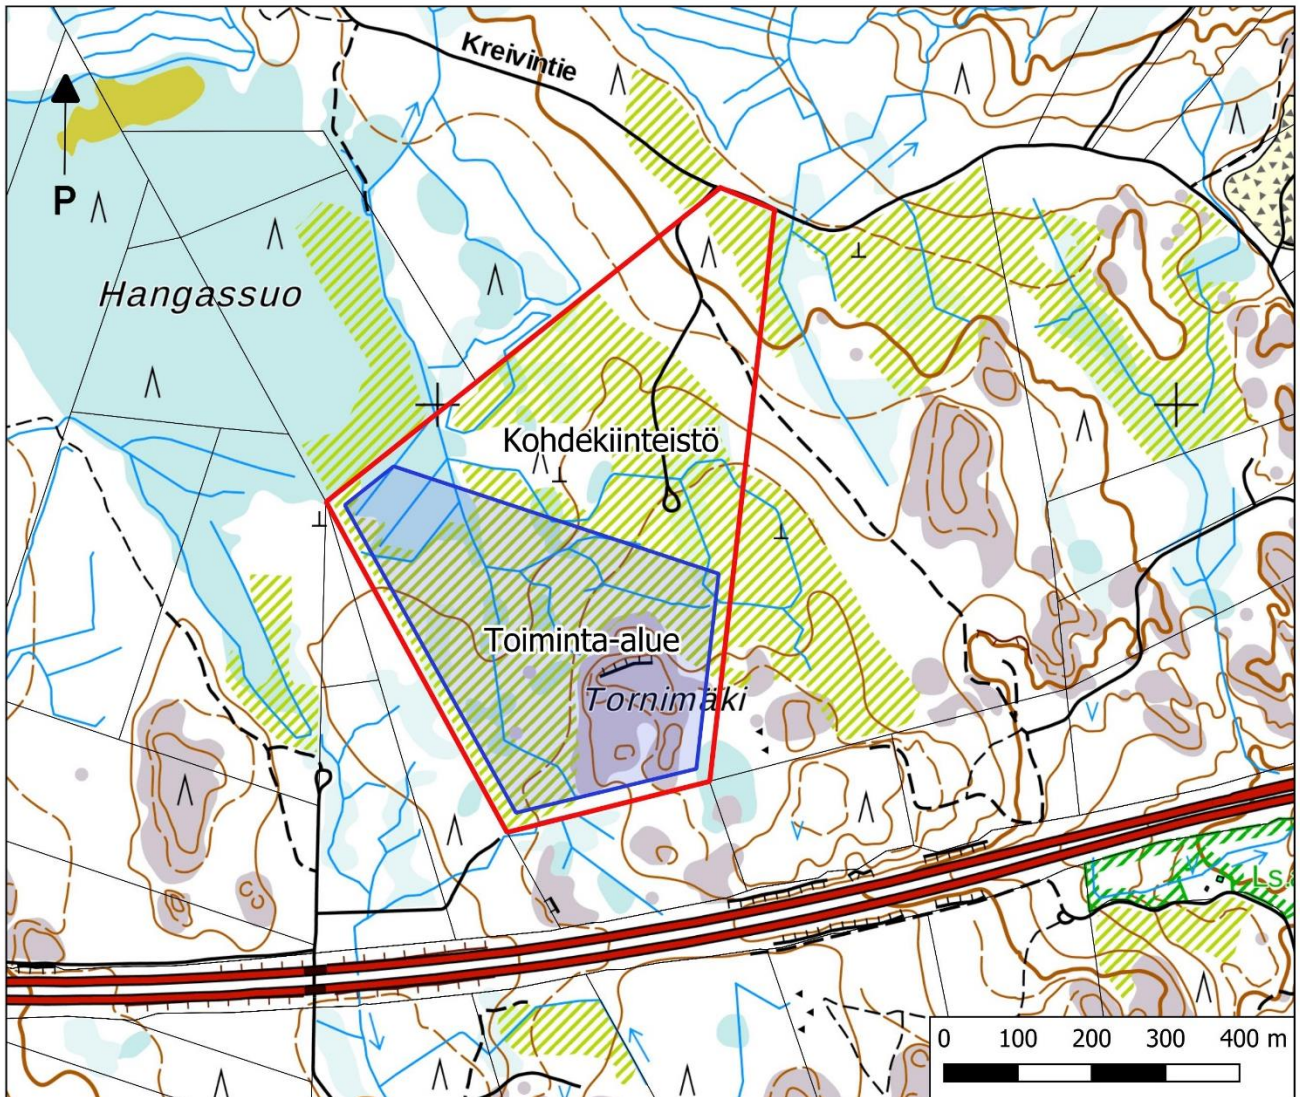 Kreivintie
P
Hangassuo
Kohdekiinteistö
Toiminta-alue
Tornimäki
Ls.
0 100 200 300 400 m